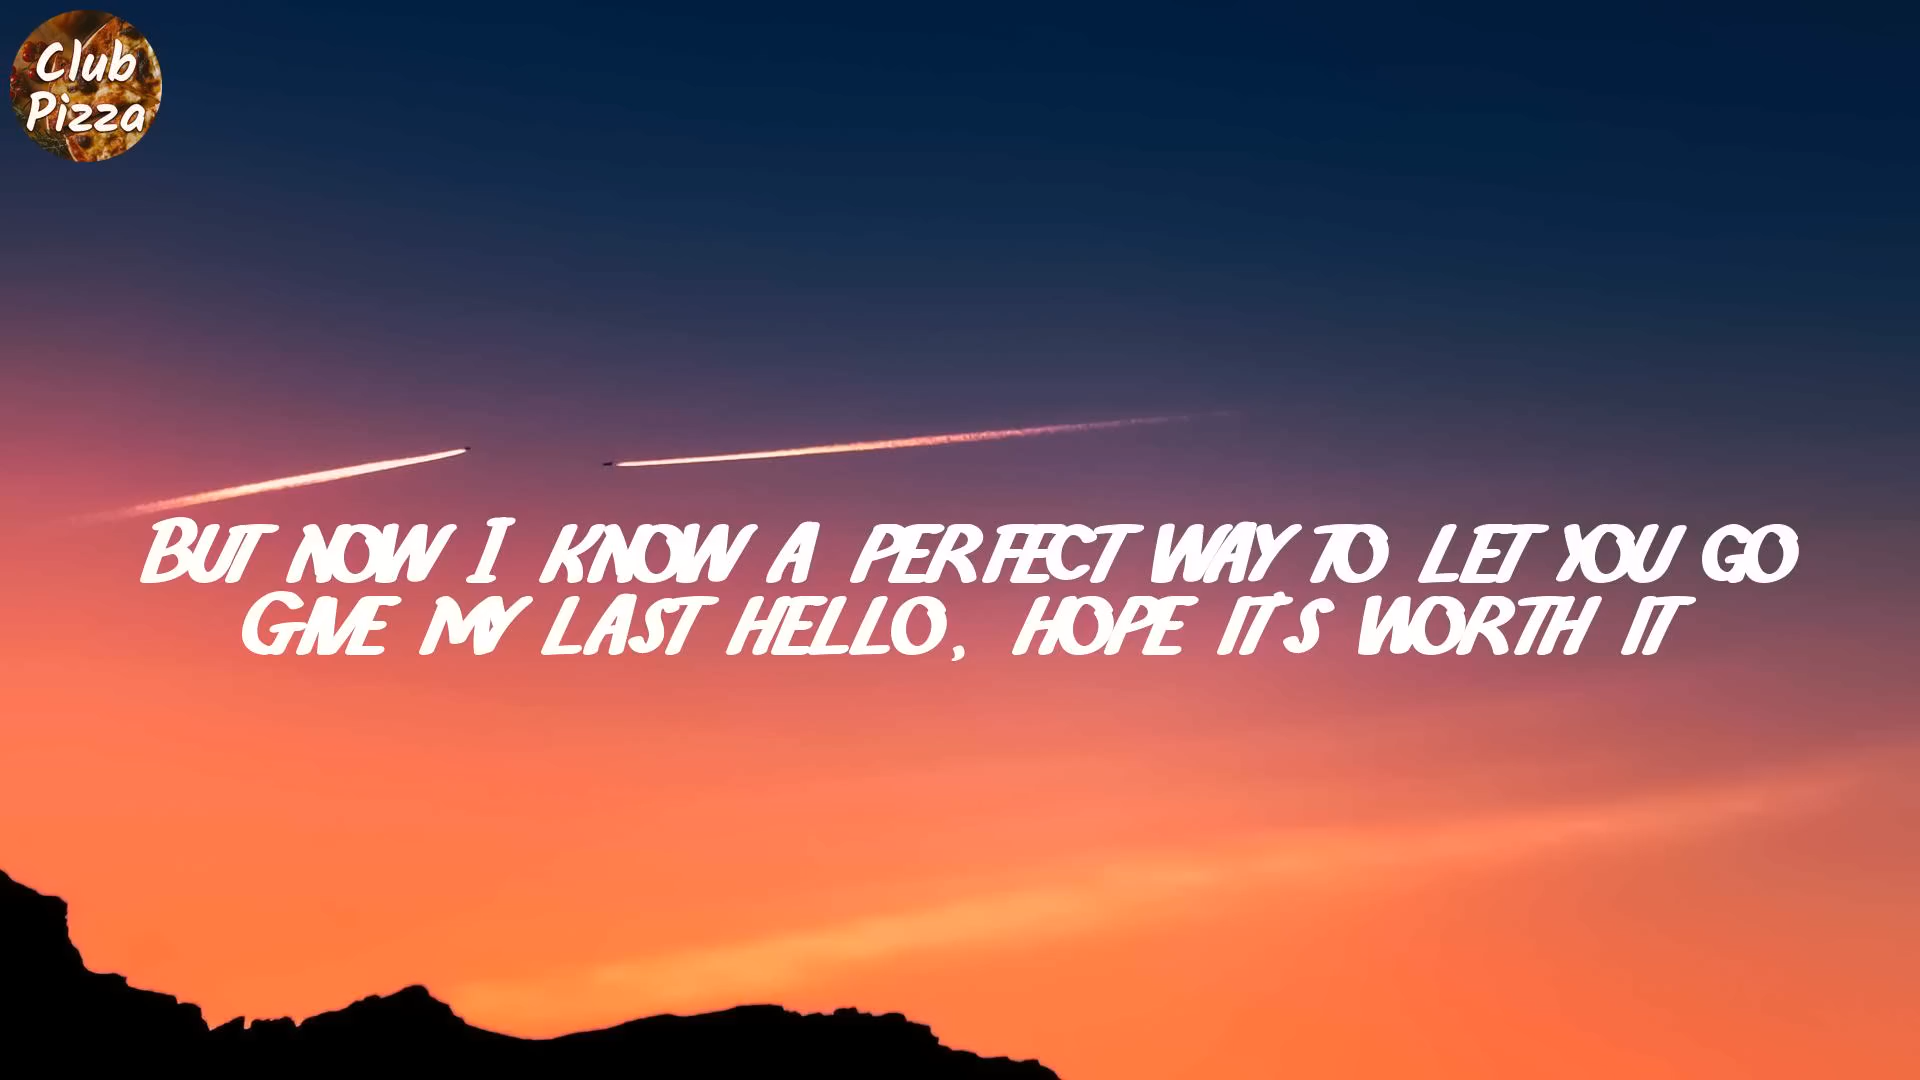 Club
Pizza
BUT NOW I KNOW A PERFECT WAY TO LET YOU GO
GIVE MY LAST HELLO, HOPE IT'S WORTH IT